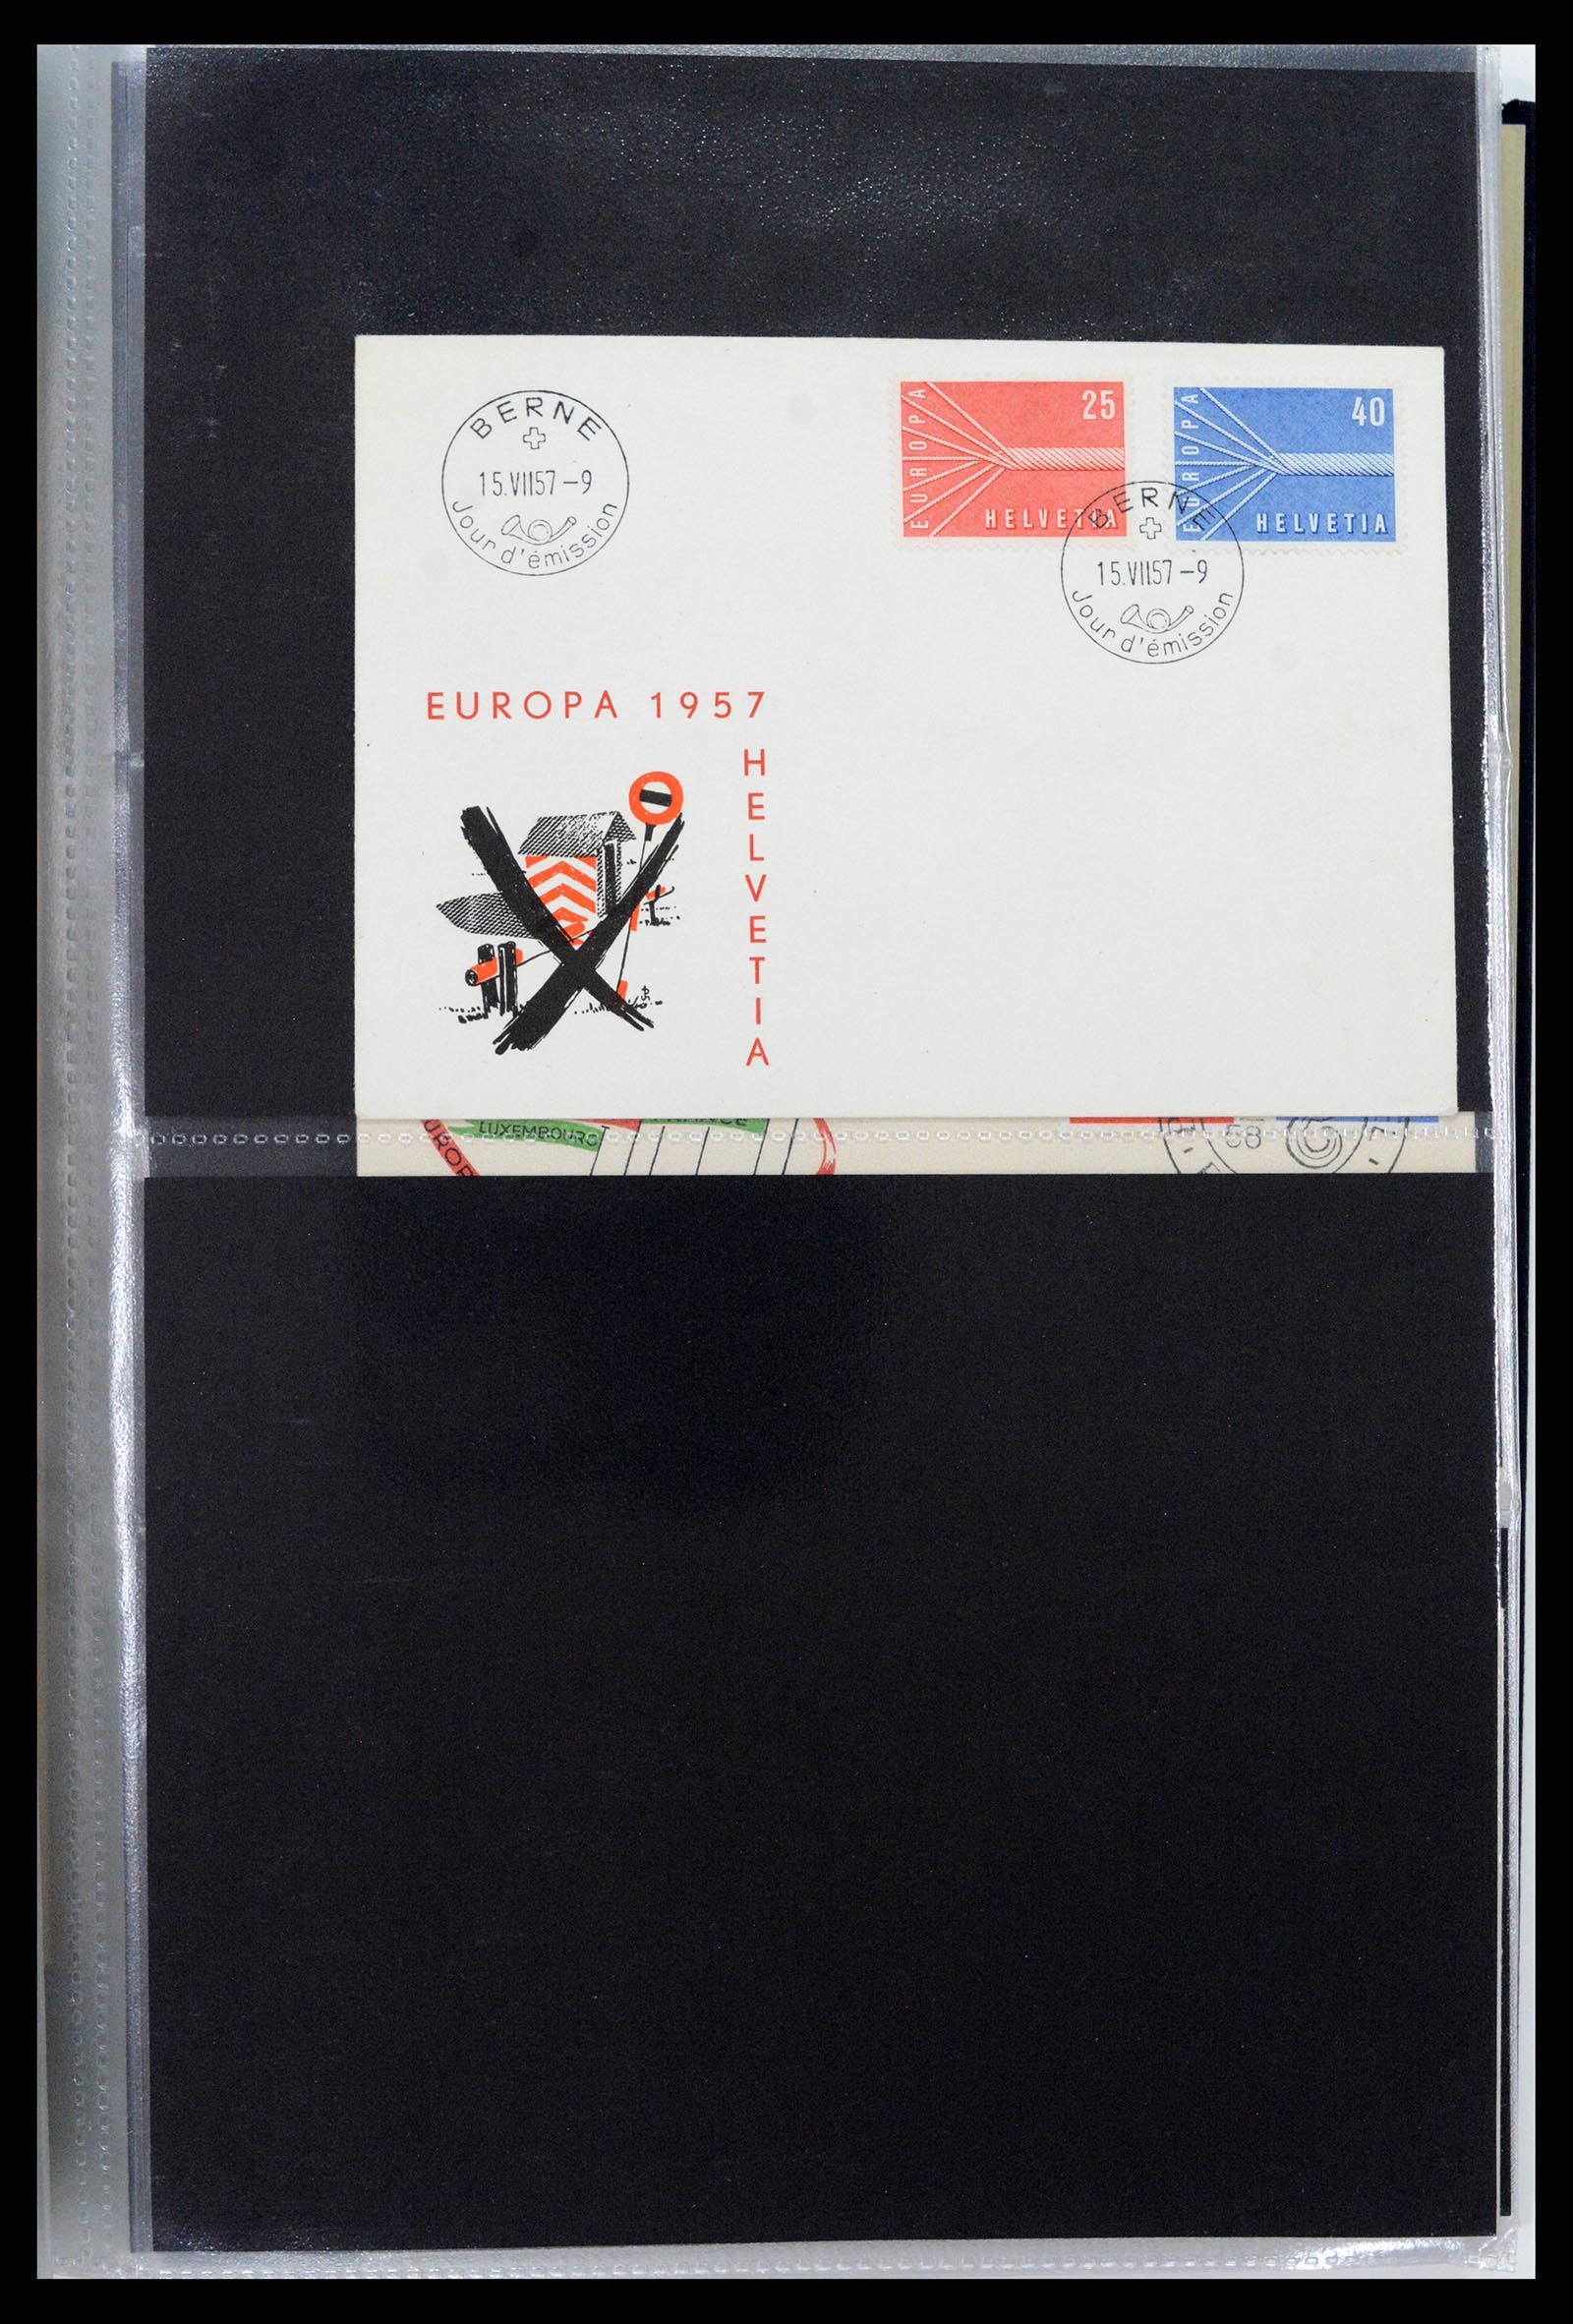 BERNE
15.VII57-9
Jour d'émission
EUROPA
25
HELVETIA
EUROPA
40
HELVETIA
BERNE
15.VII57-9
Jour d'émission
EUROPA 1957
HELVETIA
LUXEMBOURG
58